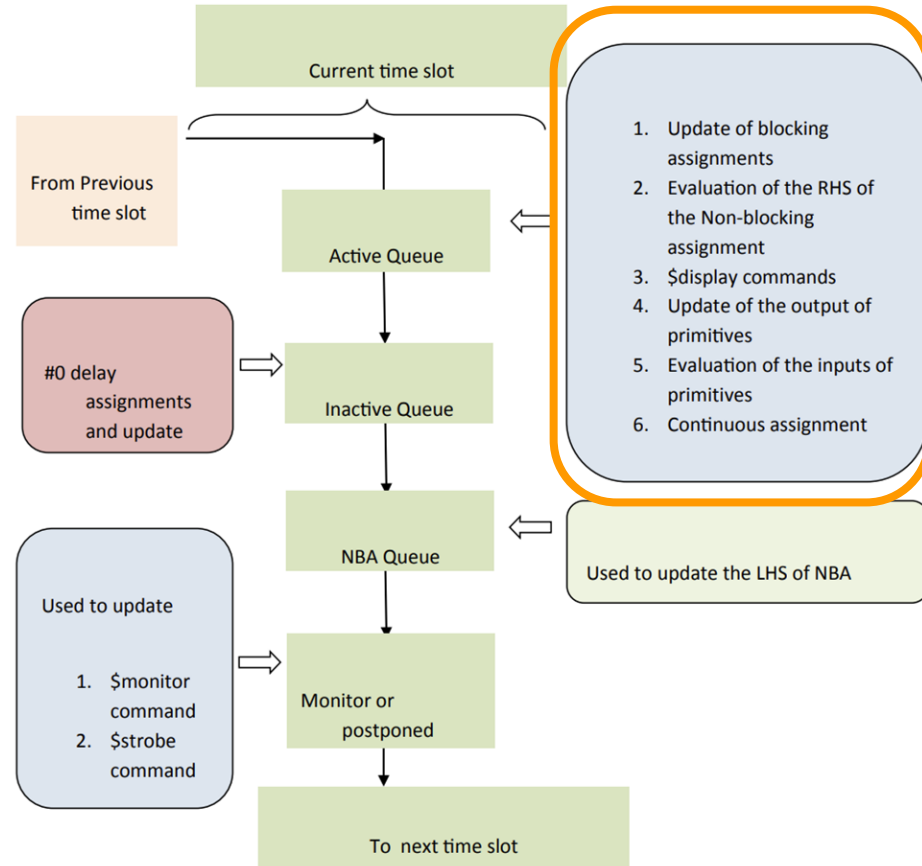 Current time slot
From Previous
time slot
1. Update of blocking
assignments
2. Evaluation of the RHS of
the Non-blocking
assignment
3. $display commands
4. Update of the output of
primitives
5. Evaluation of the inputs of
primitives
6. Continuous assignment
Active Queue
#0 delay
assignments
and update
Inactive Queue
NBA Queue
Used to update the LHS of NBA
Used to update
1. $monitor
command
2. $strobe
command
Monitor or
postponed
To next time slot